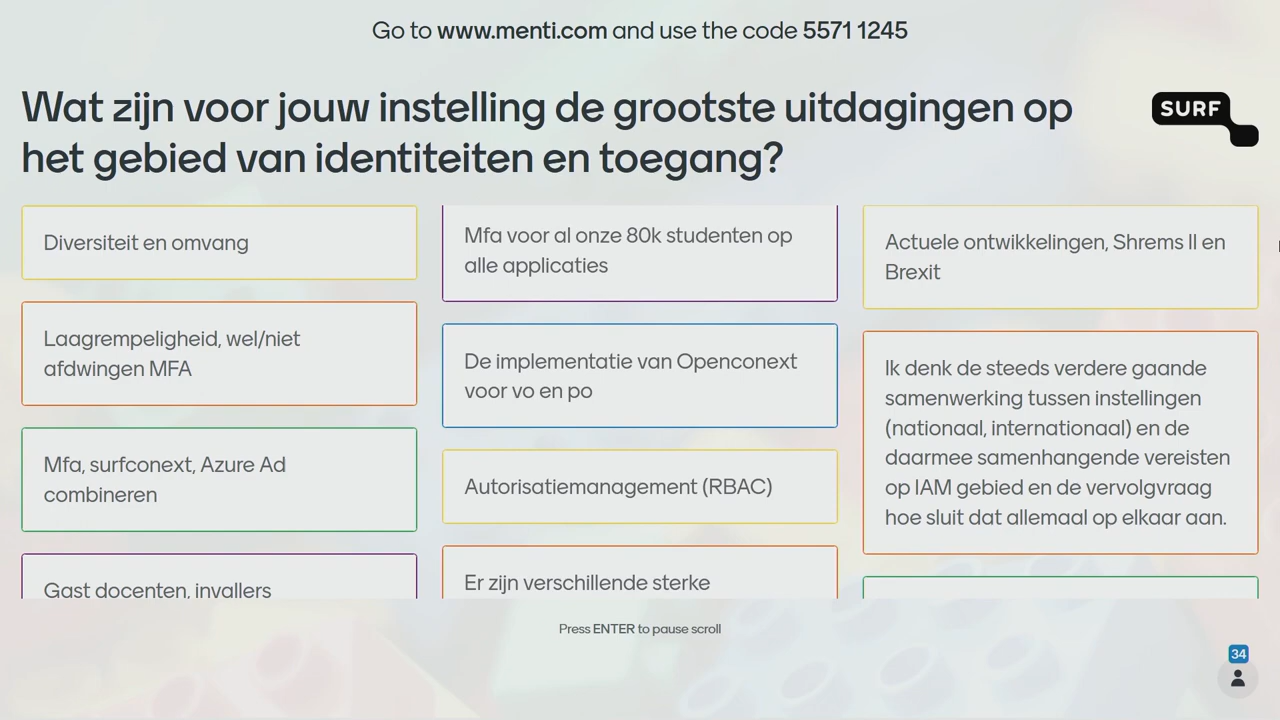 Go to www.menti.com and use the code 5571 1245
Wat zijn voor jouw instelling de grootste uitdagingen op
het gebied van identiteiten en toegang?
SURF
Diversiteit en omvang
Laagrempeligheid, wel/niet
afdwingen MFA
Mfa, surfconext, Azure Ad
combineren
Gast docenten, invallers
Mfa voor al onze 80k studenten op
alle applicaties
De implementatie van Openconext
voor vo en po
Autorisatiemanagement (RBAC)
Er zijn verschillende sterke
Actuele ontwikkelingen, Shrems II en
Brexit
Ik denk de steeds verdere gaande
samenwerking tussen instellingen
(nationaal, internationaal) en de
daarmee samenhangende vereisten
op IAM gebied en de vervolgvraag
hoe sluit dat allemaal op elkaar aan.
Press ENTER to pause scroll
34